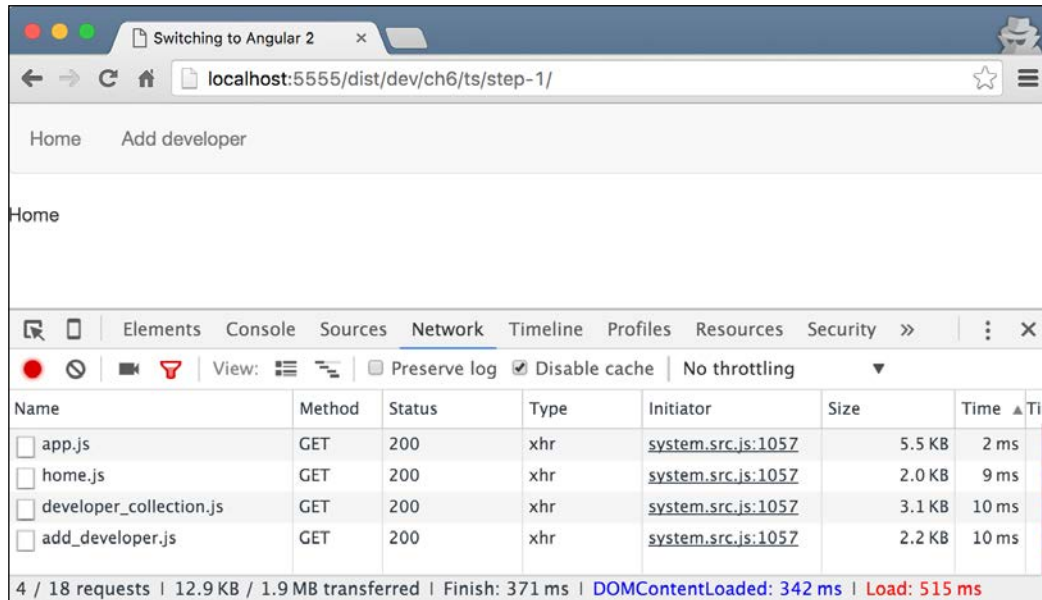 Switching to Angular 2 ×
localhost:5555/dist/dev/ch6/ts/step-1/
Home Add developer
Home
Elements Console Sources Network Timeline Profiles Resources Security »
View: Preserve log Disable cache No throttling
Name Method Status Type Initiator Size Time Ti
app.js GET 200 xhr system.src.js:1057 5.5 KB 2 ms
home.js GET 200 xhr system.src.js:1057 2.0 KB 9 ms
developer_collection.js GET 200 xhr system.src.js:1057 3.1 KB 10 ms
add_developer.js GET 200 xhr system.src.js:1057 2.2 KB 10 ms
4 / 18 requests | 12.9 KB / 1.9 MB transferred | Finish: 371 ms | DOMContentLoaded: 342 ms | Load: 515 ms